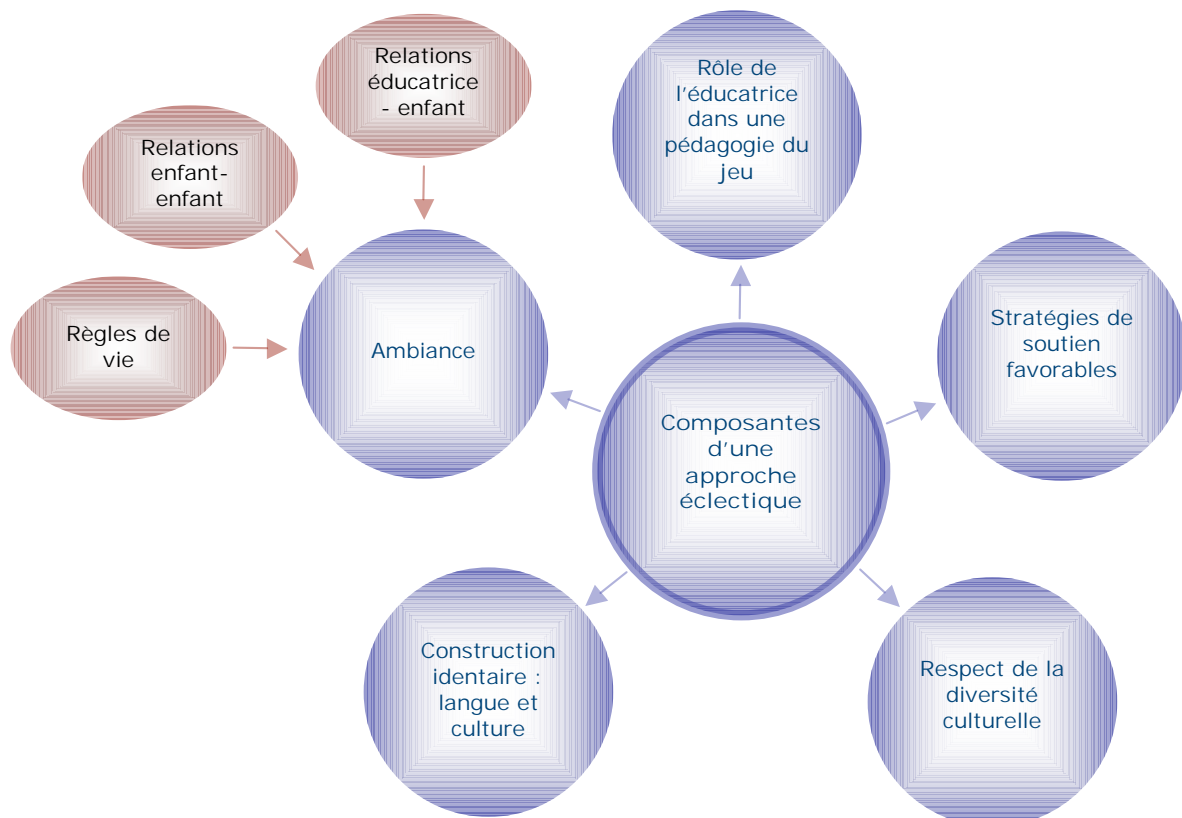 Relations
éducatrice
- enfant
Rôle de
l'éducatrice
dans une
pédagogie du
jeu
Relations
enfant-
enfant
Règles de
vie
Ambiance
Stratégies de
soutien
favorables
Composantes
d'une
approche
éclectique
Construction
identaire :
langue et
culture
Respect de la
diversité
culturelle